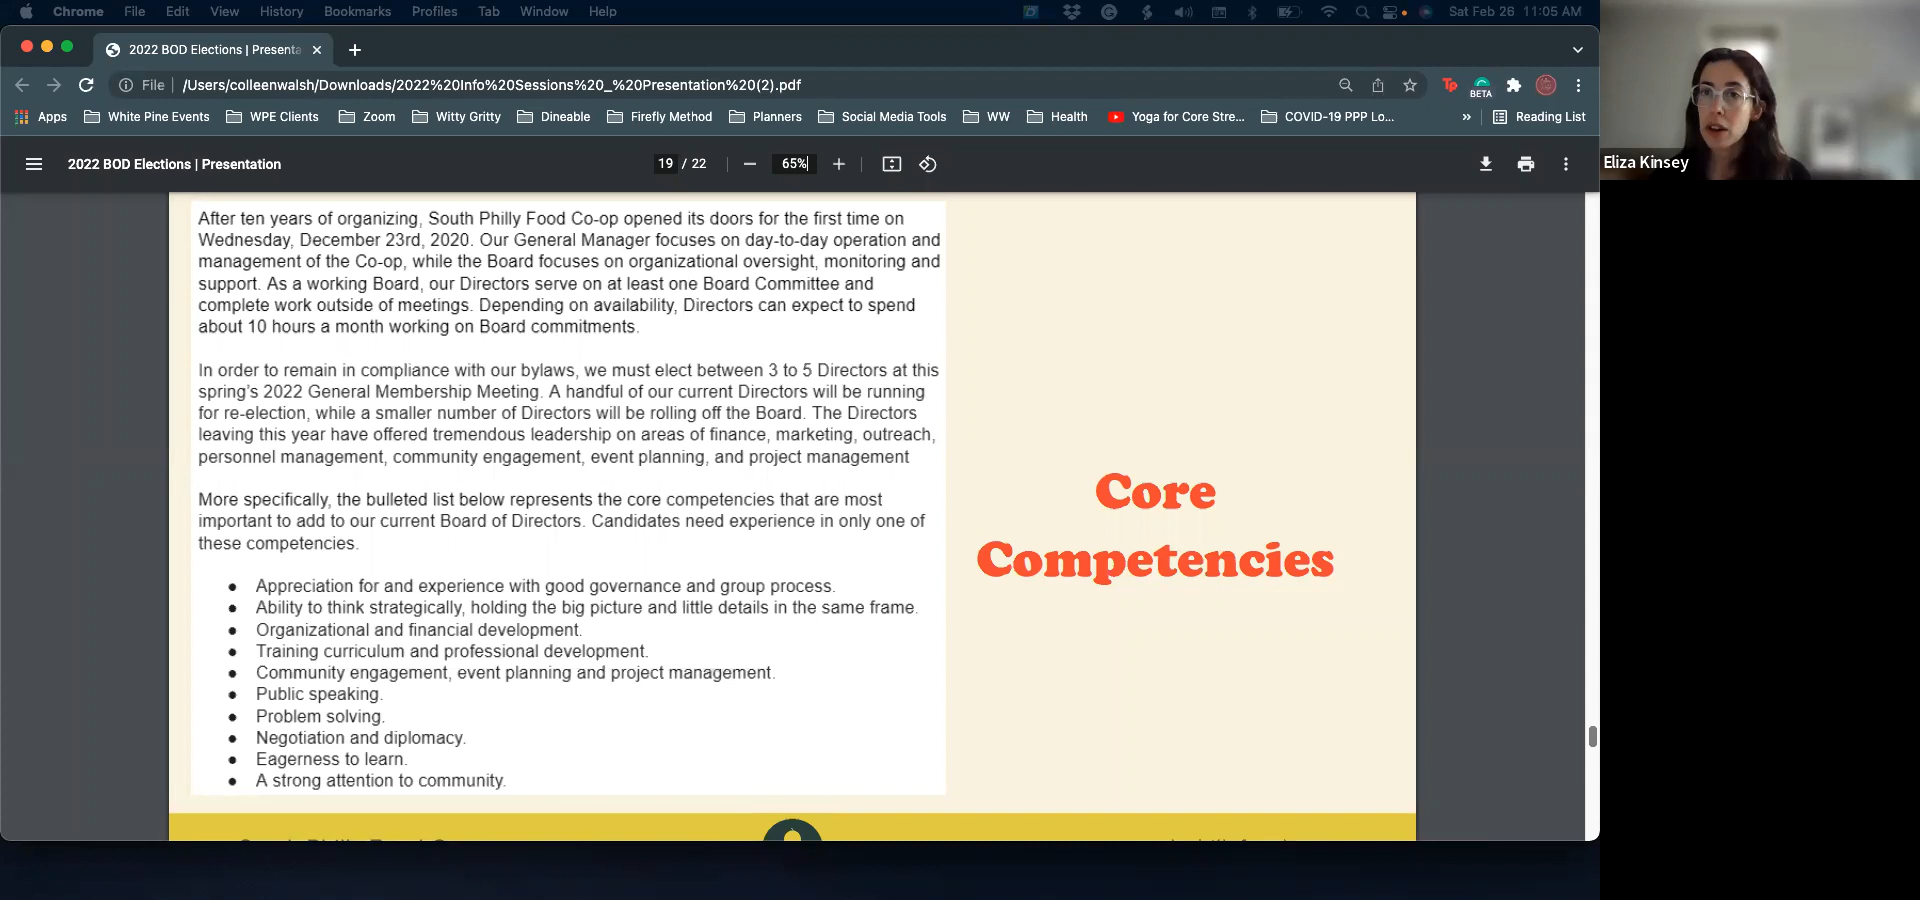 Chrome File Edit View History Bookmarks Profiles Tab Window Help Sat Feb 26 11:05 AM
2022 BOD Elections | Presenta
File /Users/colleenwalsh/Downloads/2022%20Info%20Sessions%20_%20Presentation%20(2).pdf
BETA
Apps White Pine Events WPE Clients Zoom Witty Gritty Dineable Firefly Method Planners Social Media Tools WW Health Yoga for Core Stre... COVID-19 PPP Lo... » Reading List
2022 BOD Elections | Presentation 19 / 22 65%
Eliza Kinsey
After ten years of organizing, South Philly Food Co-op opened its doors for the first time on
Wednesday, December 23rd, 2020. Our General Manager focuses on day-to-day operation and
management of the Co-op, while the Board focuses on organizational oversight, monitoring and
support. As a working Board, our Directors serve on at least one Board Committee and
complete work outside of meetings. Depending on availability, Directors can expect to spend
about 10 hours a month working on Board commitments.
In order to remain in compliance with our bylaws, we must elect between 3 to 5 Directors at this
spring's 2022 General Membership Meeting. A handful of our current Directors will be running
for re-election, while a smaller number of Directors will be rolling off the Board. The Directors
leaving this year have offered tremendous leadership on areas of finance, marketing, outreach,
personnel management, community engagement, event planning, and project management
More specifically, the bulleted list below represents the core competencies that are most
important to add to our current Board of Directors. Candidates need experience in only one of
these competencies.
● Appreciation for and experience with good governance and group process.
● Ability to think strategically, holding the big picture and little details in the same frame.
● Organizational and financial development.
● Training curriculum and professional development.
● Community engagement, event planning and project management.
● Public speaking.
● Problem solving.
● Negotiation and diplomacy.
● Eagerness to learn.
● A strong attention to community.
Core
Competencies